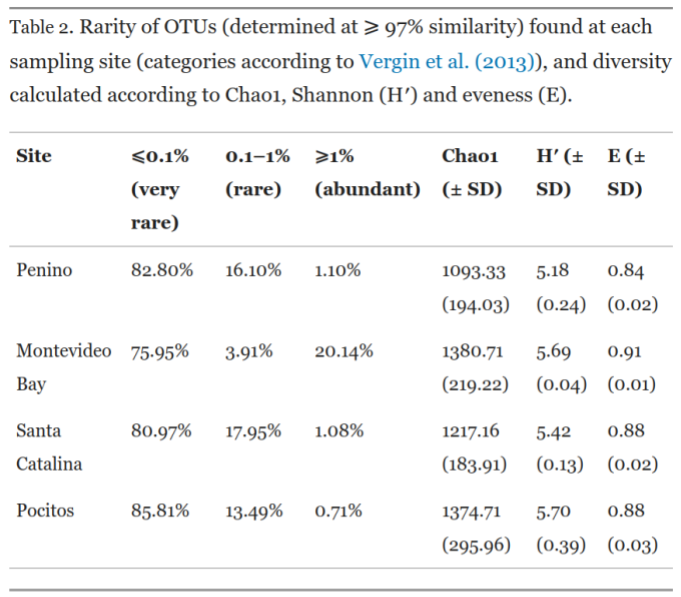 Table 2. Rarity of OTUs (determined at ⩾ 97% similarity) found at each
sampling site (categories according to Vergin et al. (2013)), and diversity
calculated according to Chao1, Shannon (H′) and eveness (E).
Site ⩽0.1% 0.1–1% ⩾1% Chao1 H′ (± E (±
(very (rare) (abundant) (± SD) SD) SD)
rare)
Penino 82.80% 16.10% 1.10% 1093.33 5.18 0.84
(194.03) (0.24) (0.02)
Montevideo 75.95% 3.91% 20.14% 1380.71 5.69 0.91
Bay (219.22) (0.04) (0.01)
Santa 80.97% 17.95% 1.08% 1217.16 5.42 0.88
Catalina (183.91) (0.13) (0.02)
Pocitos 85.81% 13.49% 0.71% 1374.71 5.70 0.88
(295.96) (0.39) (0.03)